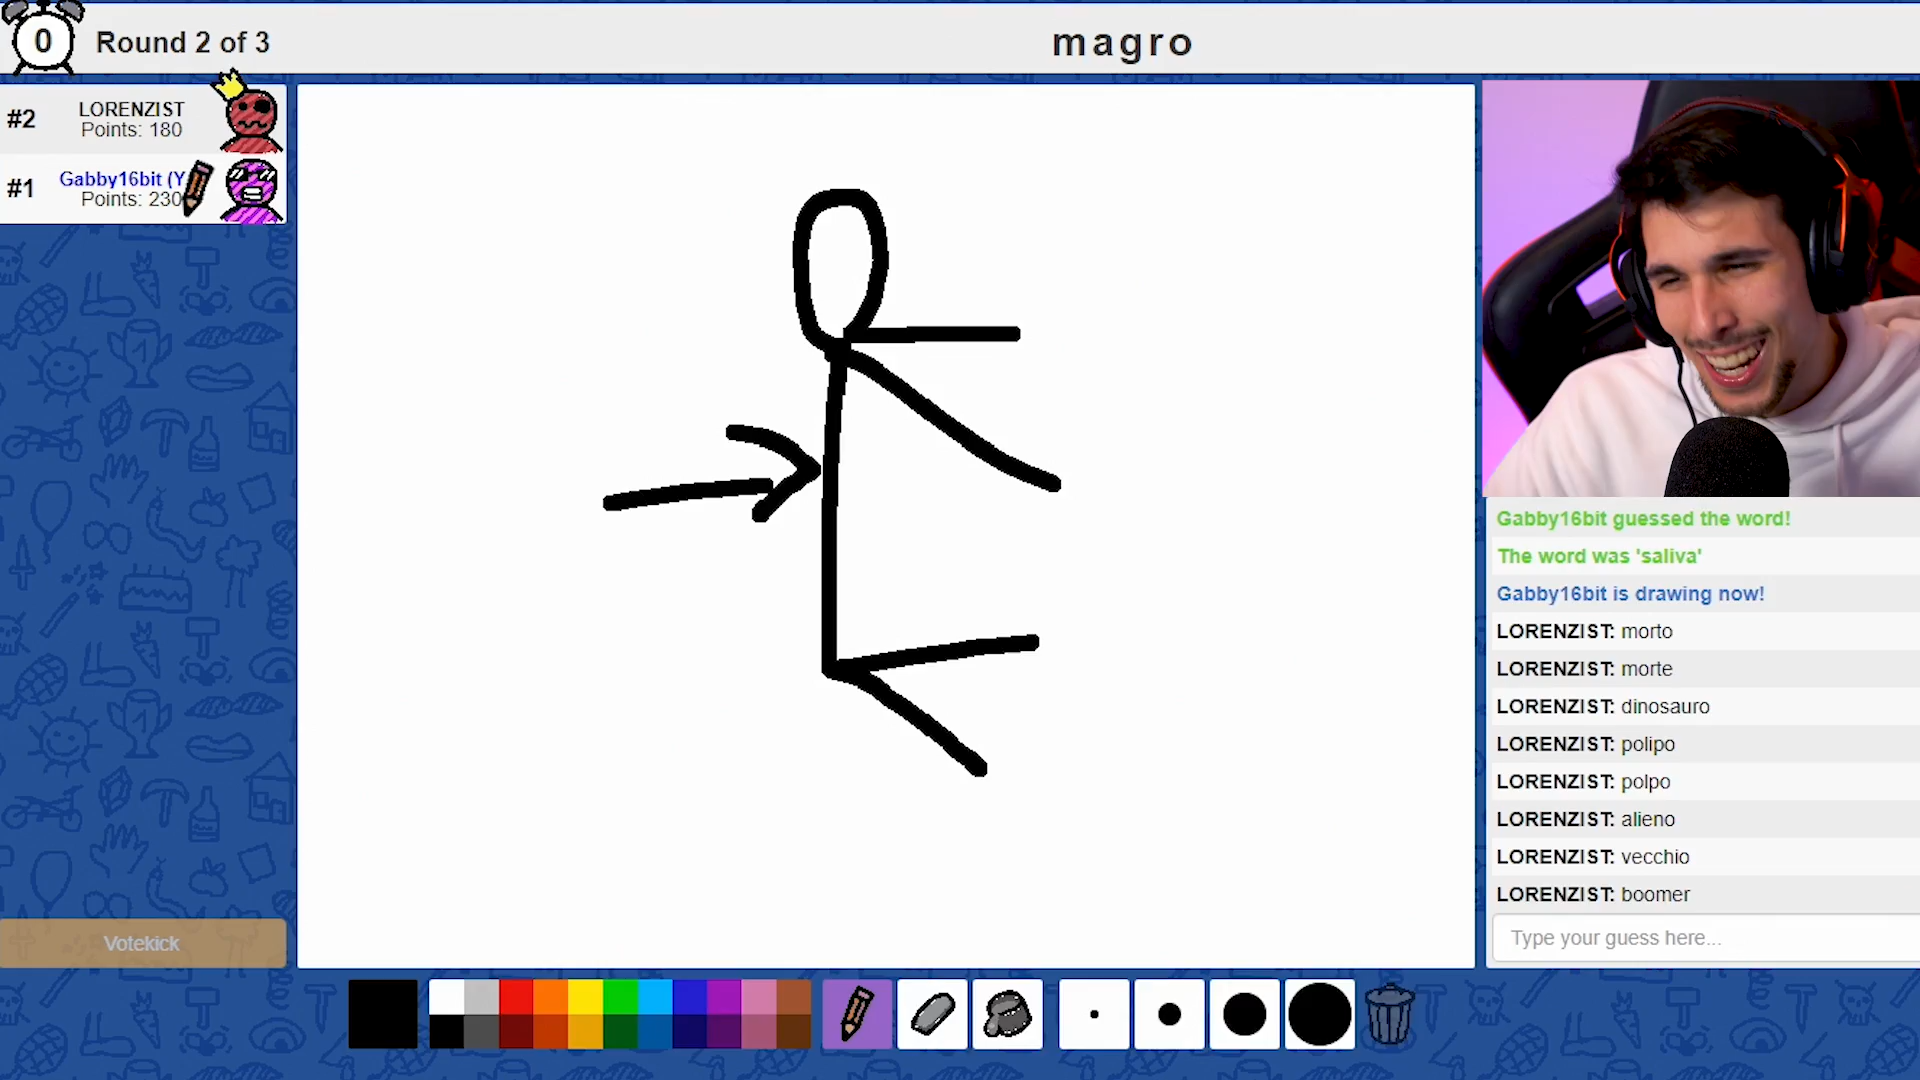 0
Round 2 of 3
magro
#2
LORENZIST
Points: 180
#1
Gabby16bit (Y
Points: 230
Votekick
Gabby16bit guessed the word!
The word was 'saliva'
Gabby16bit is drawing now!
LORENZIST: morto
LORENZIST: morte
LORENZIST: dinosauro
LORENZIST: polipo
LORENZIST: polpo
LORENZIST: alieno
LORENZIST: vecchio
LORENZIST: boomer
Type your guess here...